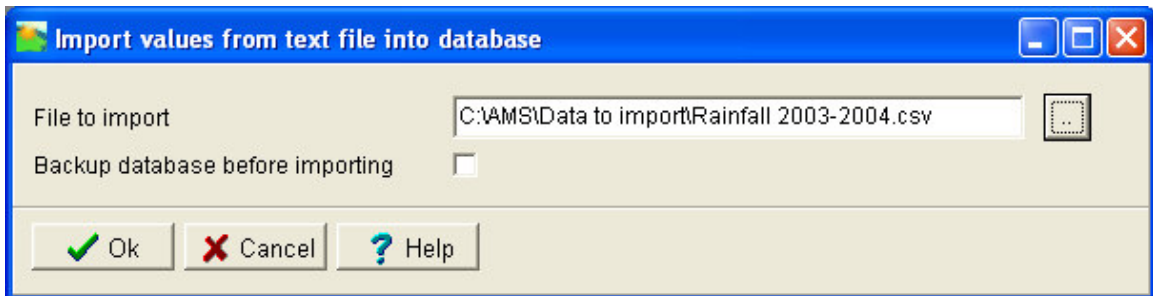 Import values from text file into database
File to import C:\AMS\Data to import\Rainfall 2003-2004.csv ..
Backup database before importing
Ok Cancel ? Help